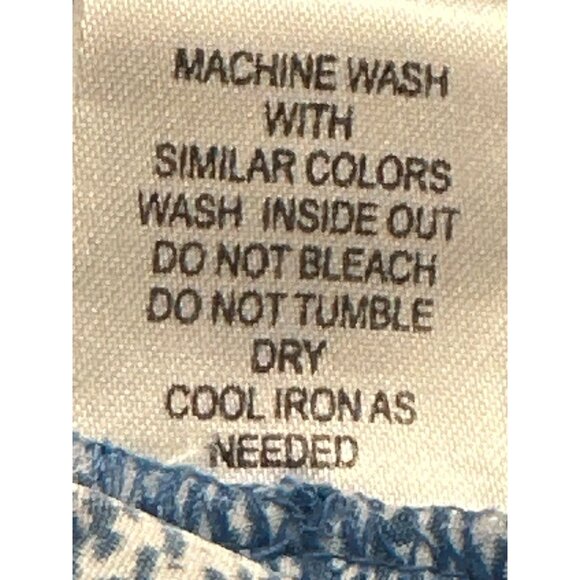 MACHINE WASH
WITH
SIMILAR COLORS
WASH INSIDE OUT
DO NOT BLEACH
DO NOT TUMBLE
DRY
COOL IRON AS
NEEDED